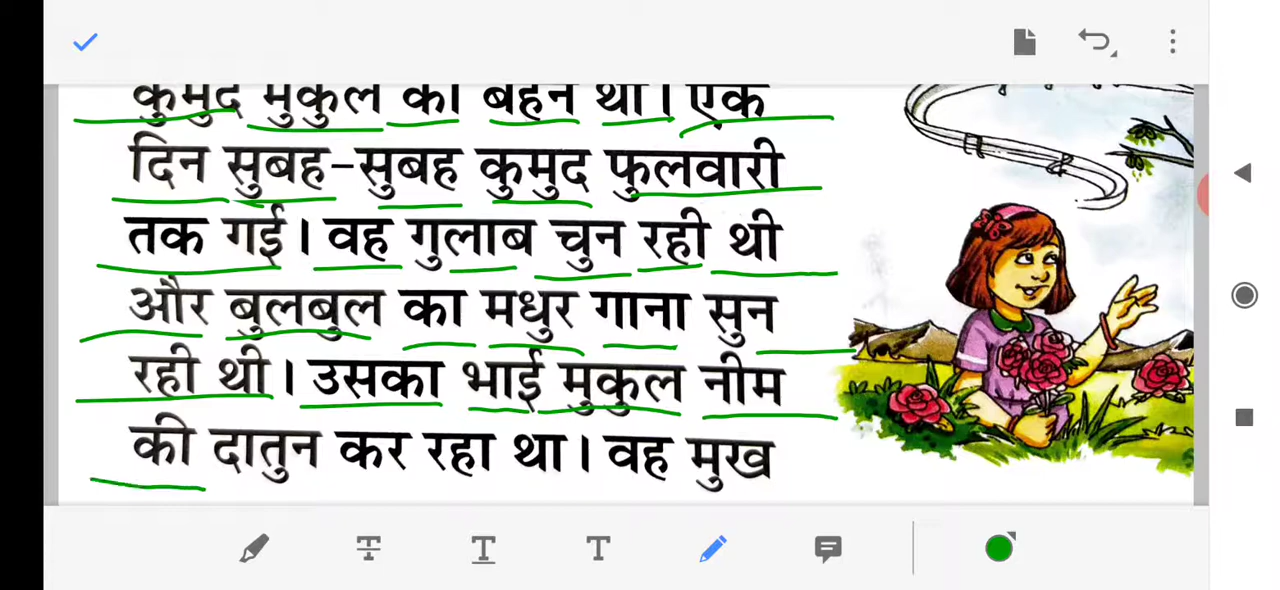 कुमुद मुकुल की बहन थी। एक
दिन सुबह-सुबह कुमुद फुलवारी
तक गई। वह गुलाब चुन रही थी
और बुलबुल का मधुर गाना सुन
रही थी। उसका भाई मुकुल नीम
की दातुन कर रहा था। वह मुख